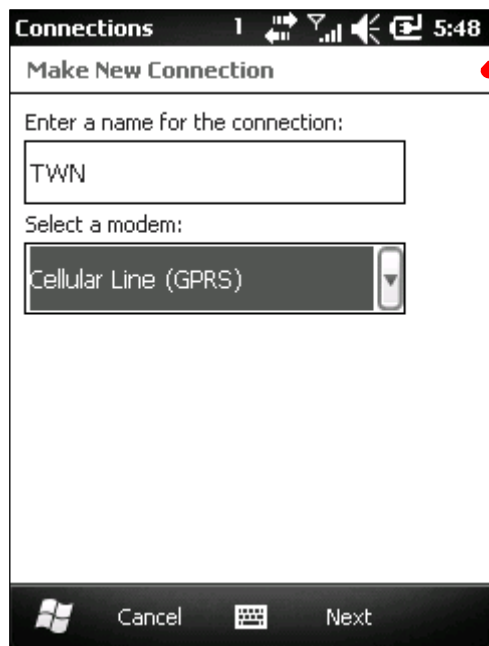 Connections 1 5:48
Make New Connection
Enter a name for the connection:
TWN
Select a modem:
Cellular Line (GPRS)
Cancel Next